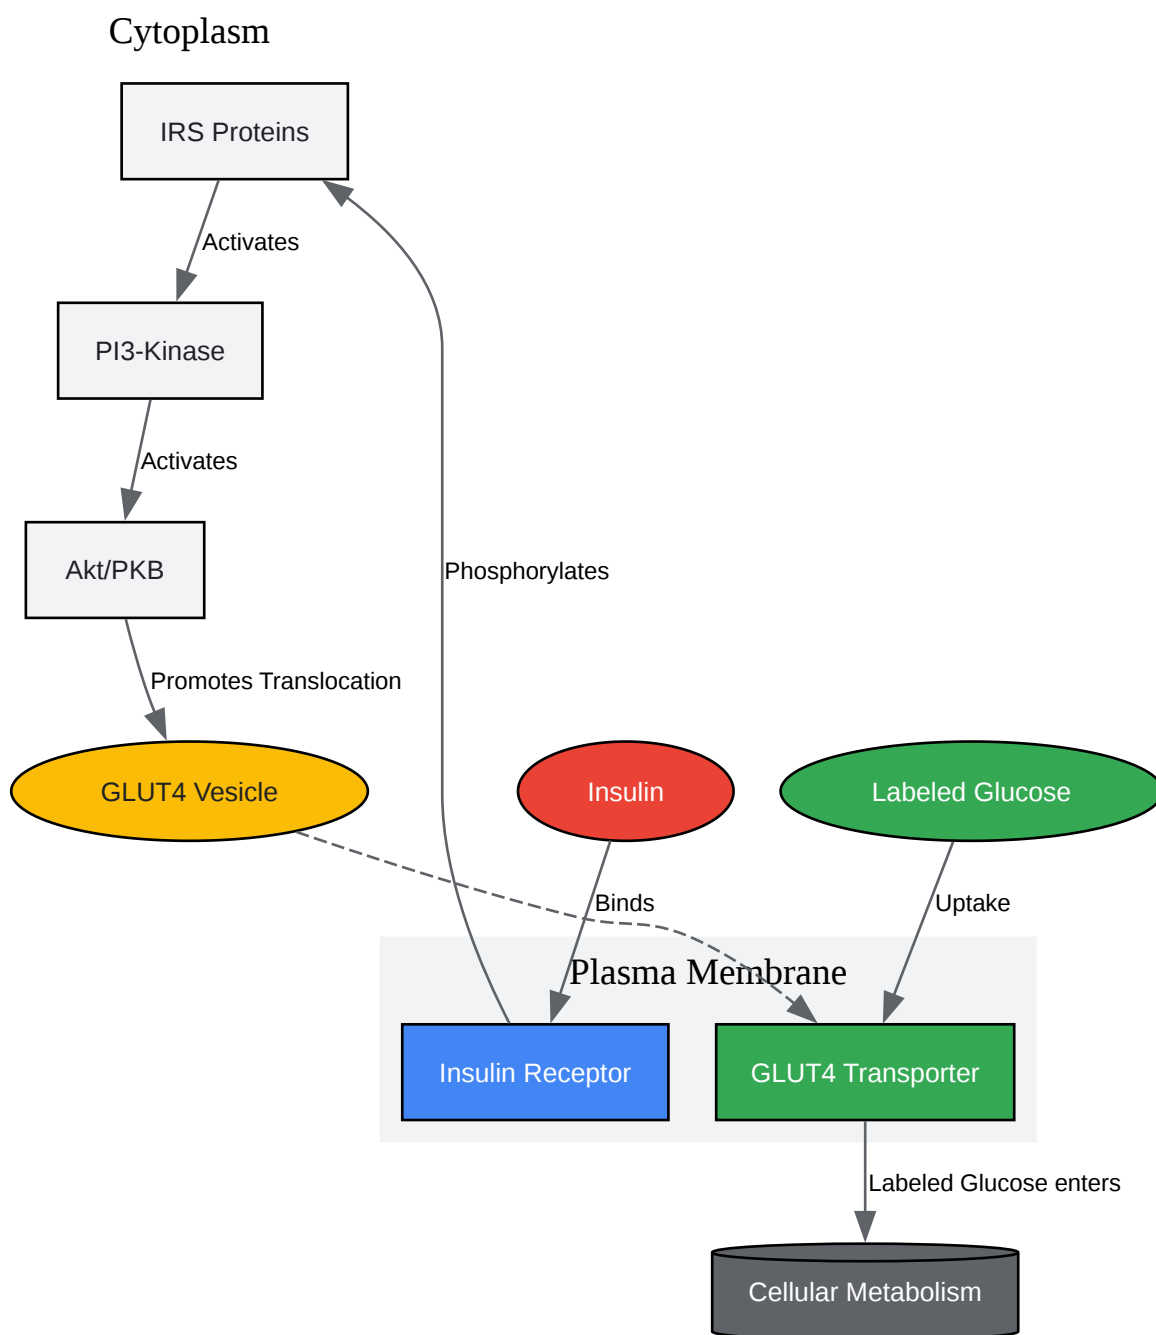 Cytoplasm
IRS Proteins
Activates
PI3-Kinase
Activates
Akt/PKB
Phosphorylates
Promotes Translocation
GLUT4 Vesicle
Insulin
Labeled Glucose
Binds
Uptake
Plasma Membrane
Insulin Receptor
GLUT4 Transporter
Labeled Glucose enters
Cellular Metabolism